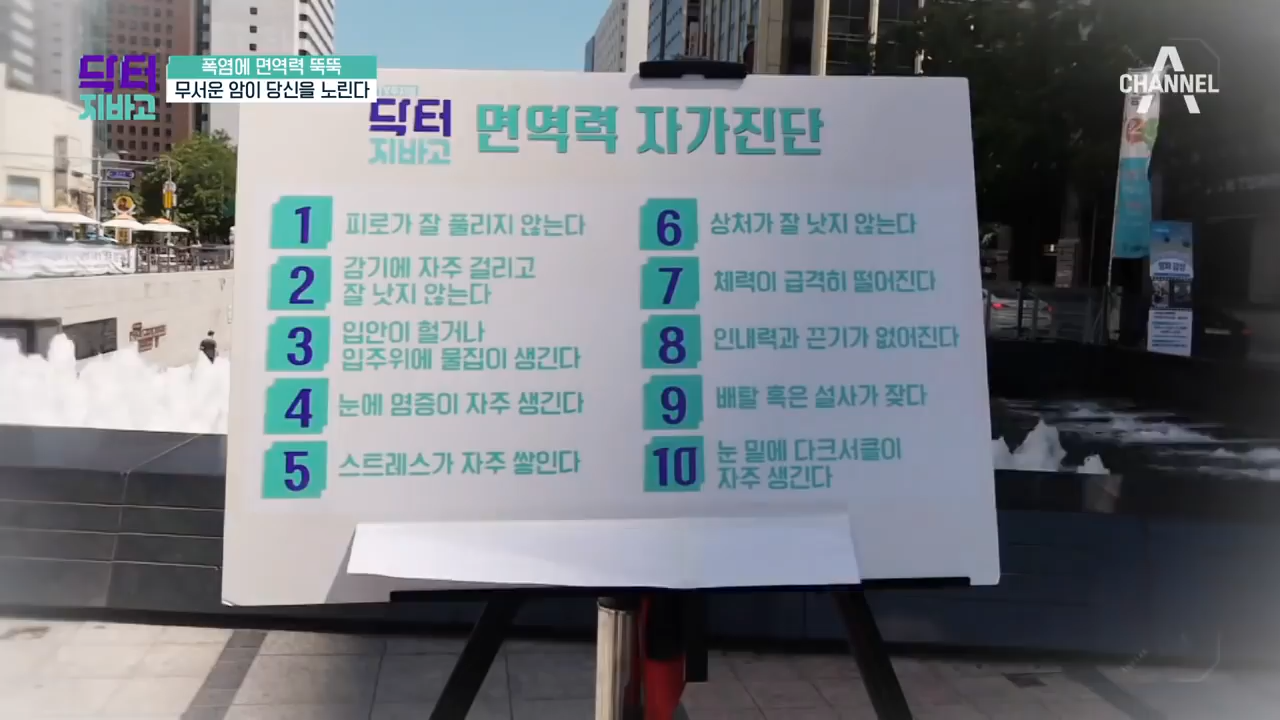 닥터
지바고
폭염에 면역력 뚝뚝
무서운 암이 당신을 노린다
CHANNEL A
닥터
지바고
면역력 자가진단
1 피로가 잘 풀리지 않는다
2 감기에 자주 걸리고
잘 낫지 않는다
3 입안이 헐거나
입주위에 물집이 생긴다
4 눈에 염증이 자주 생긴다
5 스트레스가 자주 쌓인다
6 상처가 잘 낫지 않는다
7 체력이 급격히 떨어진다
8 인내력과 끈기가 없어진다
9 배탈 혹은 설사가 잦다
10 눈 밑에 다크서클이
자주 생긴다